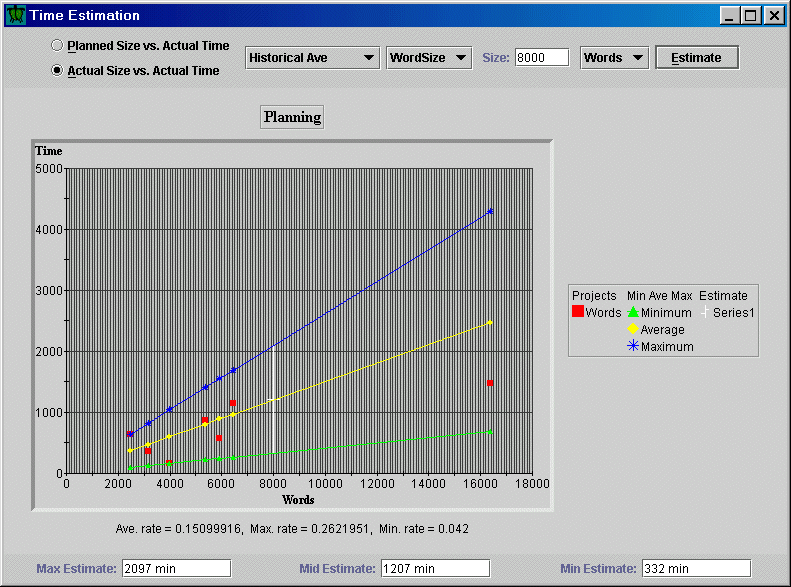 Time Estimation
Planned Size vs. Actual Time
Actual Size vs. Actual Time
Historical Ave
WordSize
Size: 8000
Words
Estimate
Planning
Time
5000
4000
3000
2000
1000
0
0 2000 4000 6000 8000 10000 12000 14000 16000 18000
Words
Projects Min Ave Max Estimate
Words Minimum Series1
Average
Maximum
Ave. rate = 0.15099916, Max. rate = 0.2621951, Min. rate = 0.042
Max Estimate: 2097 min Mid Estimate: 1207 min Min Estimate: 332 min